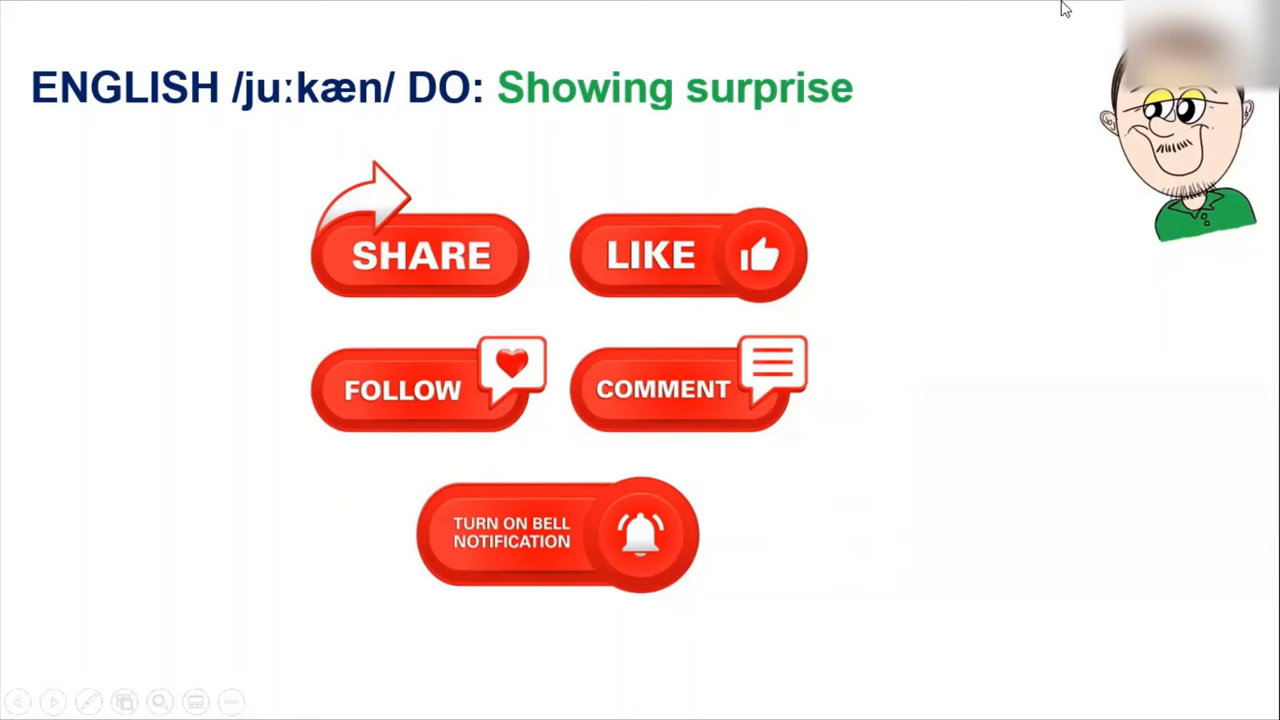 ENGLISH /juːkæn/ DO: Showing surprise
SHARE
LIKE
FOLLOW
COMMENT
TURN ON BELL
NOTIFICATION